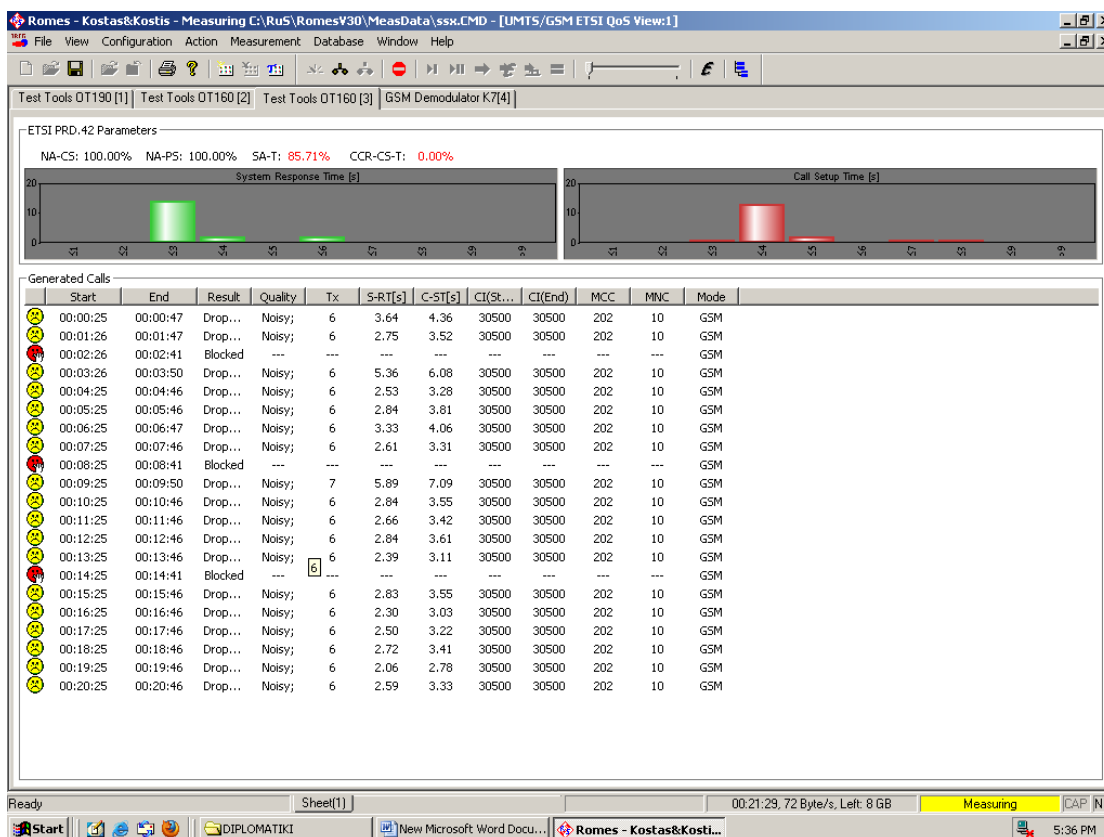 Romes - Kostas&Kostis - Measuring C:\RuS\RomesV30\MeasData\ssx.CMD - [UMTS/GSM ETSI QoS View:1]
File View Configuration Action Measurement Database Window Help
Test Tools OT190 [1] Test Tools OT160 [2] Test Tools OT160 [3] GSM Demodulator K7[4]
ETSI PRD.42 Parameters
NA-CS: 100.00% NA-PS: 100.00% SA-T: 85.71% CCR-CS-T: 0.00%
System Response Time [s]
20
10
0
<1 <2 <3 <4 <5 <6 <7 <8 <9 >9
Call Setup Time [s]
20
10
0
<1 <2 <3 <4 <5 <6 <7 <8 <9 >9
Generated Calls
Start End Result Quality Tx S-RT[s] C-ST[s] CI(St... CI(End) MCC MNC Mode
00:00:25 00:00:47 Drop... Noisy; 6 3.64 4.36 30500 30500 202 10 GSM
00:01:26 00:01:47 Drop... Noisy; 6 2.75 3.52 30500 30500 202 10 GSM
00:02:26 00:02:41 Blocked --- --- --- --- --- --- --- --- GSM
00:03:26 00:03:50 Drop... Noisy; 6 5.36 6.08 30500 30500 202 10 GSM
00:04:25 00:04:46 Drop... Noisy; 6 2.53 3.28 30500 30500 202 10 GSM
00:05:25 00:05:46 Drop... Noisy; 6 2.84 3.81 30500 30500 202 10 GSM
00:06:25 00:06:47 Drop... Noisy; 6 3.33 4.06 30500 30500 202 10 GSM
00:07:25 00:07:46 Drop... Noisy; 6 2.61 3.31 30500 30500 202 10 GSM
00:08:25 00:08:41 Blocked --- --- --- --- --- --- --- --- GSM
00:09:25 00:09:50 Drop... Noisy; 7 5.89 7.09 30500 30500 202 10 GSM
00:10:25 00:10:46 Drop... Noisy; 6 2.84 3.55 30500 30500 202 10 GSM
00:11:25 00:11:46 Drop... Noisy; 6 2.66 3.42 30500 30500 202 10 GSM
00:12:25 00:12:46 Drop... Noisy; 6 2.84 3.61 30500 30500 202 10 GSM
00:13:25 00:13:46 Drop... Noisy; 6 2.39 3.11 30500 30500 202 10 GSM
6
00:14:25 00:14:41 Blocked --- --- --- --- --- --- --- --- GSM
00:15:25 00:15:46 Drop... Noisy; 6 2.83 3.55 30500 30500 202 10 GSM
00:16:25 00:16:46 Drop... Noisy; 6 2.30 3.03 30500 30500 202 10 GSM
00:17:25 00:17:46 Drop... Noisy; 6 2.50 3.22 30500 30500 202 10 GSM
00:18:25 00:18:46 Drop... Noisy; 6 2.72 3.41 30500 30500 202 10 GSM
00:19:25 00:19:46 Drop... Noisy; 6 2.06 2.78 30500 30500 202 10 GSM
00:20:25 00:20:46 Drop... Noisy; 6 2.59 3.33 30500 30500 202 10 GSM
Ready Sheet(1) 00:21:29, 72 Byte/s, Left: 8 GB Measuring CAP N
Start DIPLOMATIKI New Microsoft Word Docu... Romes - Kostas&Kosti... 5:36 PM